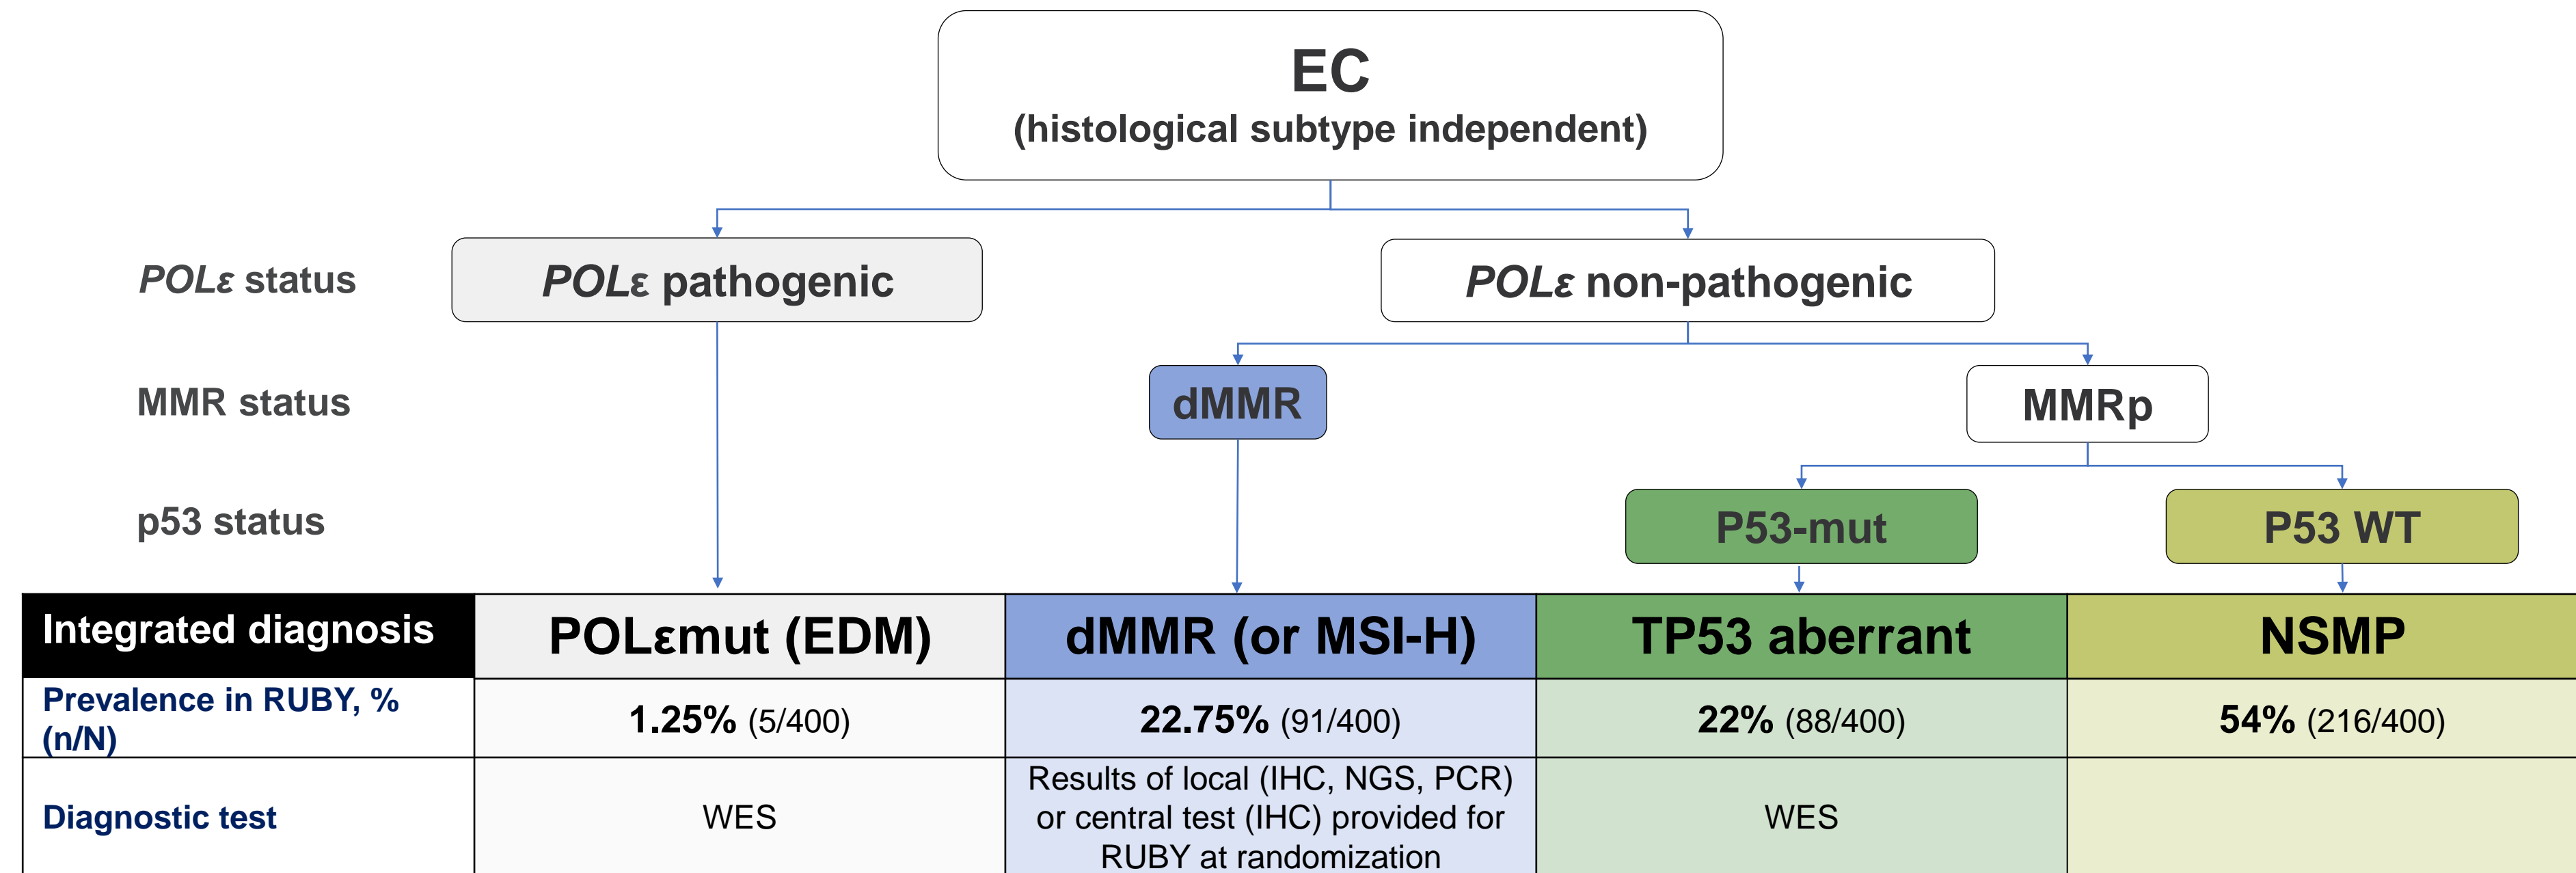 EC
(histological subtype independent)
POLε status
POLε pathogenic
POLε non-pathogenic
MMR status
dMMR
MMRp
p53 status
P53-mut
P53 WT
Integrated diagnosis
POLεmut (EDM)
dMMR (or MSI-H)
TP53 aberrant
NSMP
Prevalence in RUBY, %
(n/N)
1.25% (5/400)
22.75% (91/400)
22% (88/400)
54% (216/400)
Diagnostic test
WES
Results of local (IHC, NGS, PCR)
or central test (IHC) provided for
RUBY at randomization
WES